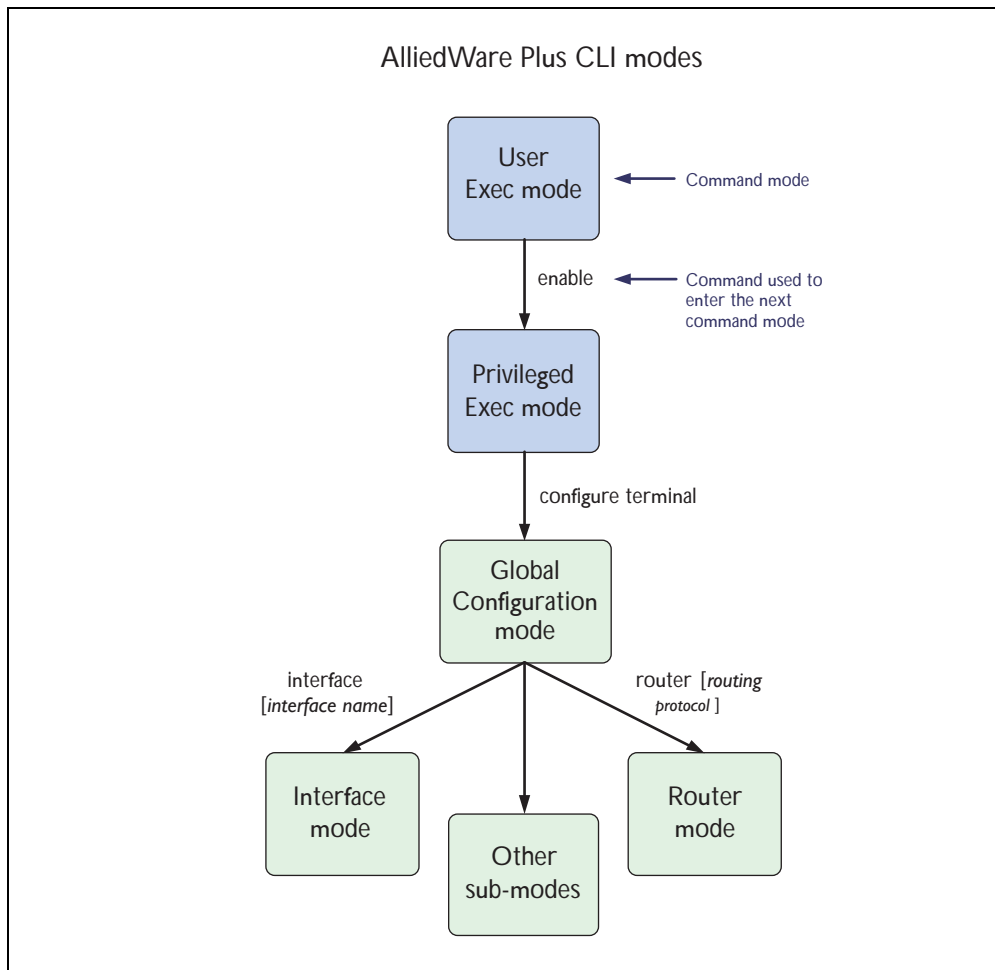 AlliedWare Plus CLI modes
User
Exec mode
Command mode
enable
Command used to
enter the next
command mode
Privileged
Exec mode
configure terminal
Global
Configuration
mode
interface
[interface name]
router [routing
protocol ]
Interface
mode
Other
sub-modes
Router
mode